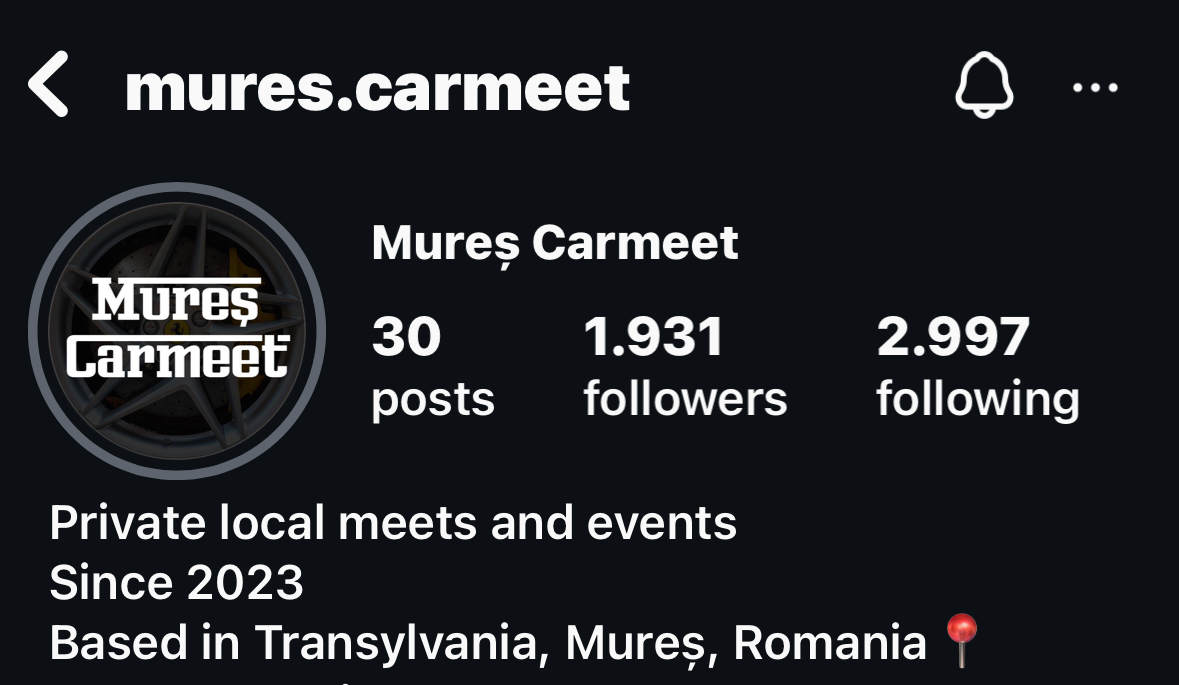 mures.carmeet
Mureș
Carmeet
Mureș Carmeet
30 1.931 2.997
posts followers following
Private local meets and events
Since 2023
Based in Transylvania, Mureș, Romania📍